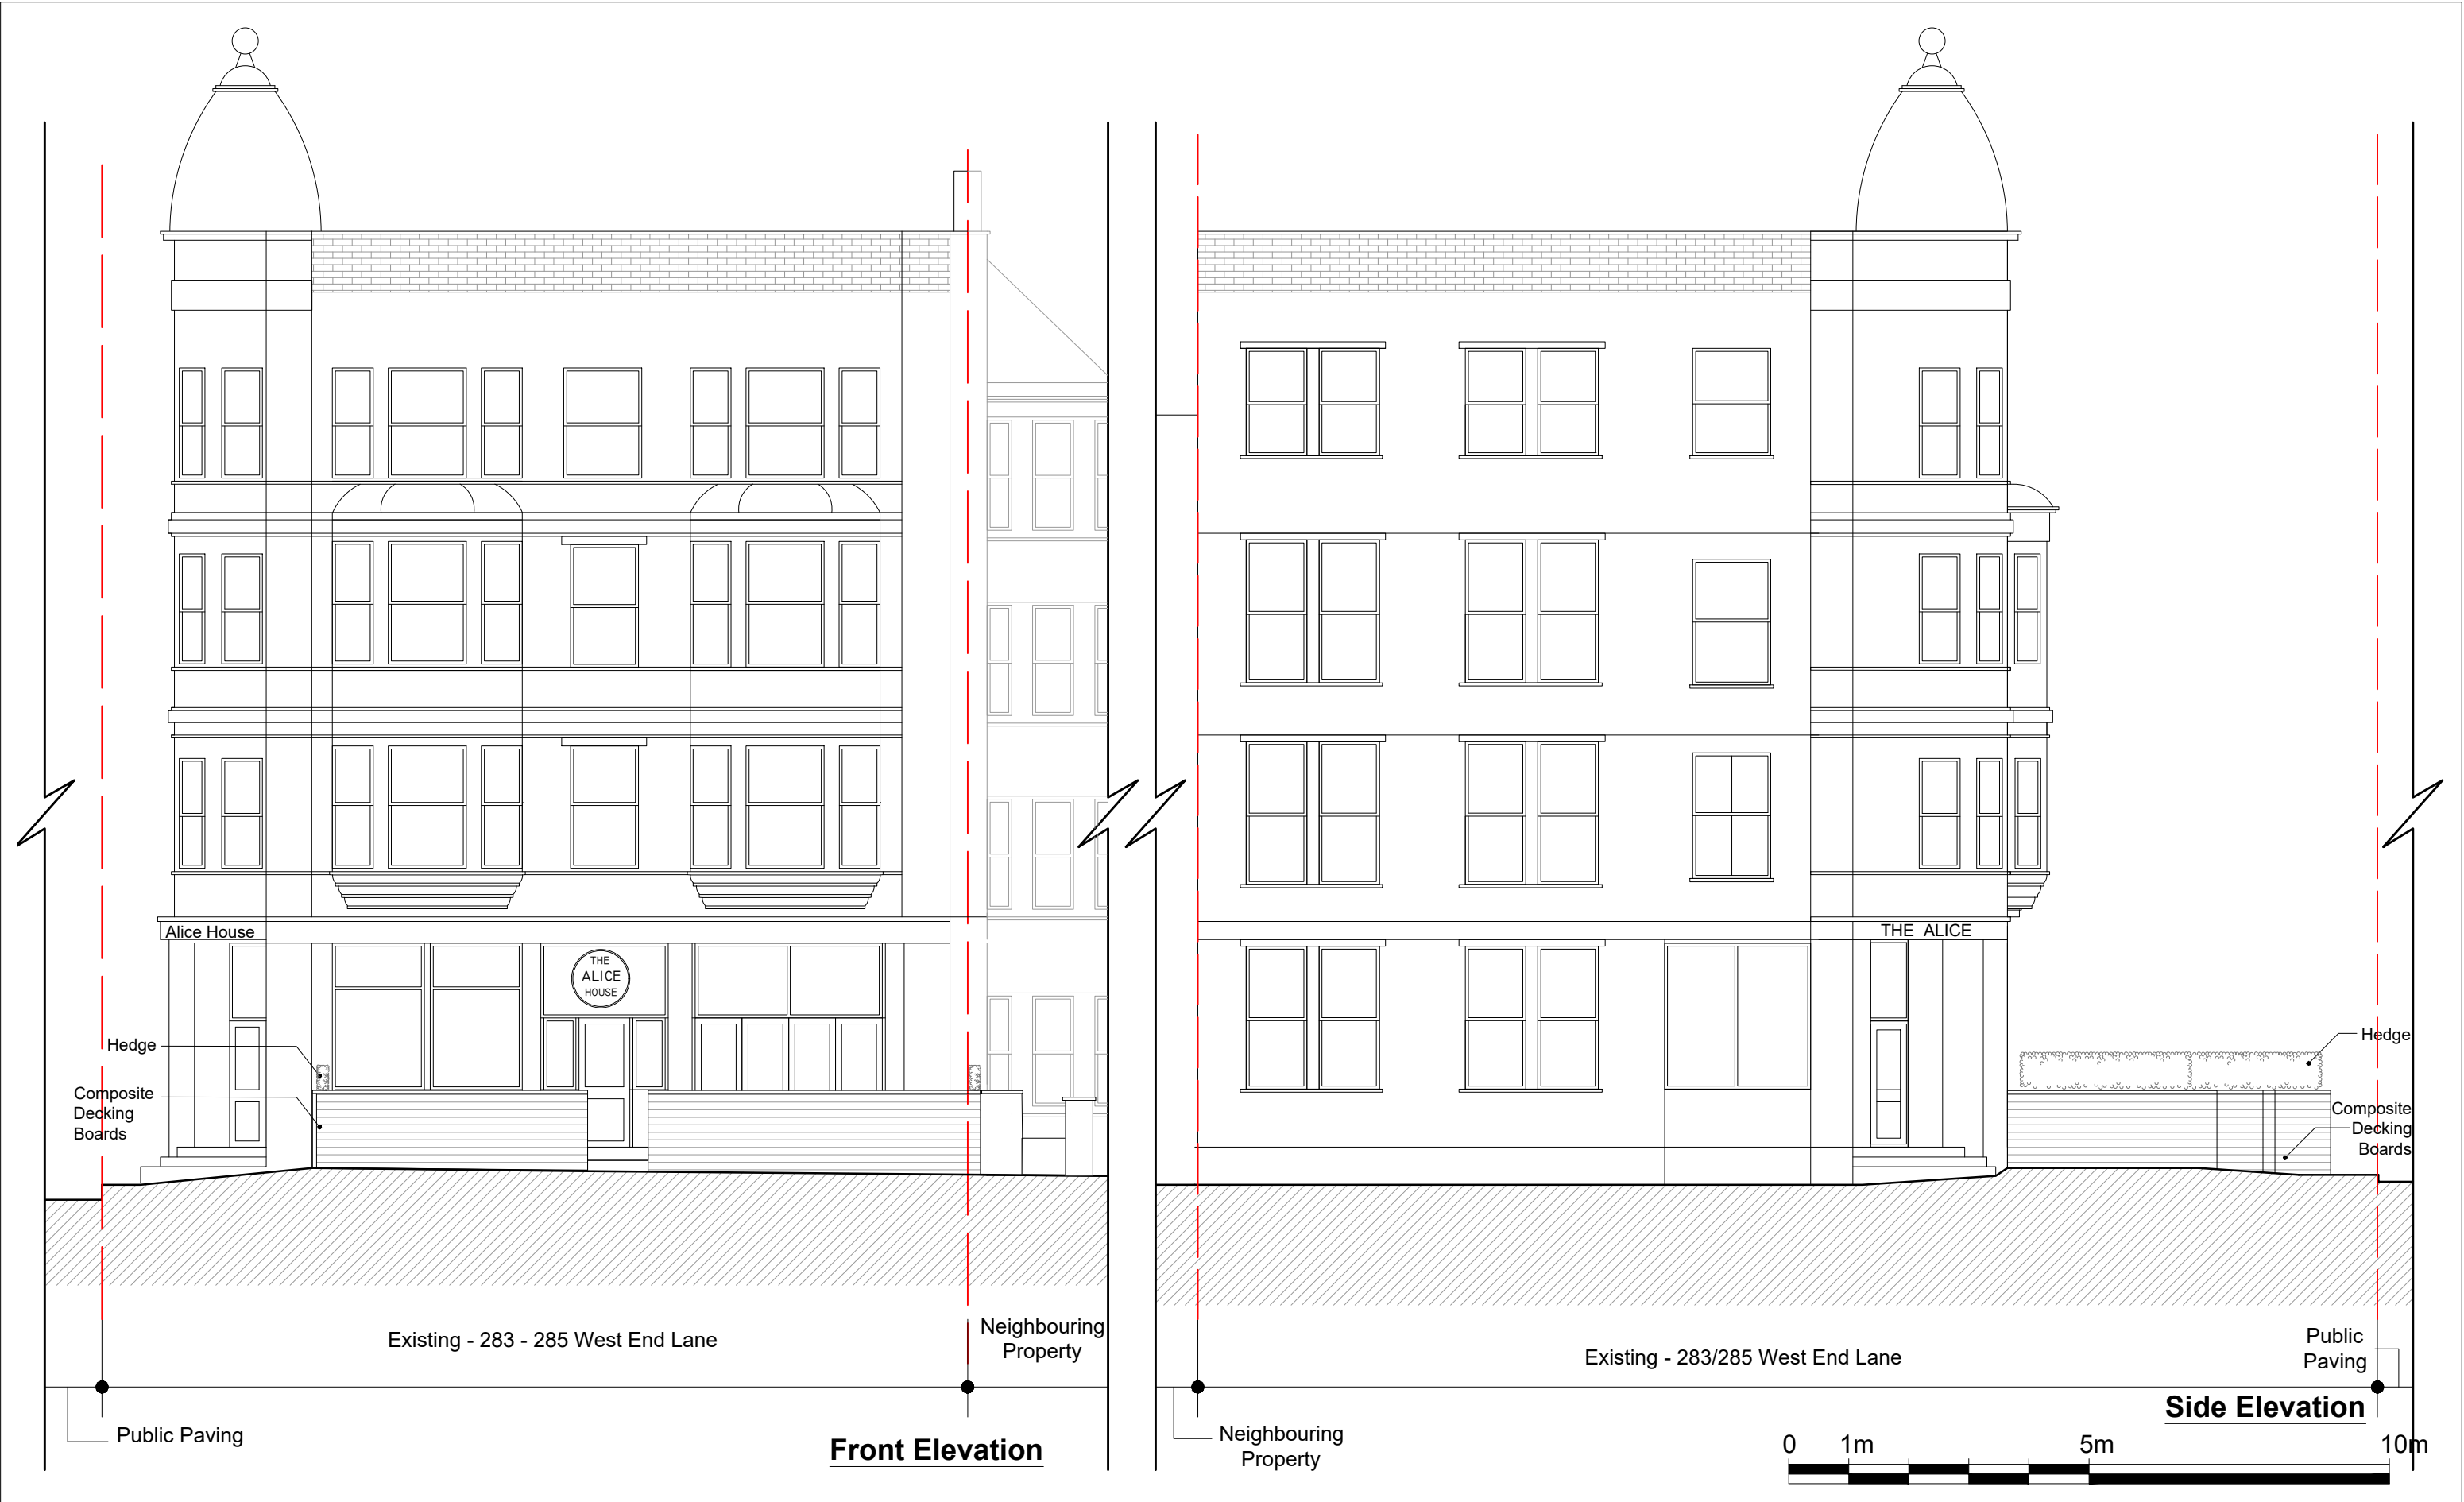 Alice House
THE
ALICE
HOUSE
Hedge
Composite
Decking
Boards
Existing - 283 - 285 West End Lane
Neighbouring
Property
Public Paving
Front Elevation
THE ALICE
Hedge
Composite
Decking
Boards
Existing - 283/285 West End Lane
Public
Paving
Neighbouring
Property
Side Elevation
0 1m 5m 10m